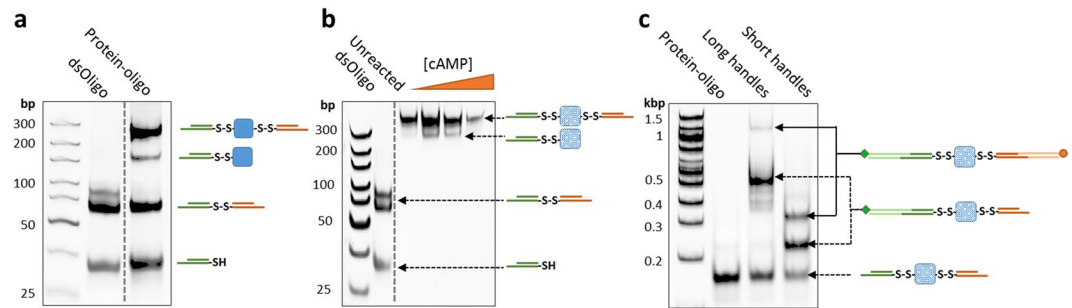 a
dsOligo
Protein-oligo
bp
300
200
100
50
25
-S-S- -S-S-
-S-S-
-S-S-
-SH
b
Unreacted
dsOligo
[cAMP]
bp
300
200
100
50
25
-S-S- -S-S-
-S-S-
-S-S-
-SH
c
Protein-oligo
Long handles
Short handles
kbp
1.5
1
0.5
0.4
0.3
0.2
-S-S- -S-S-
-S-S- -S-S-
-S-S- -S-S-